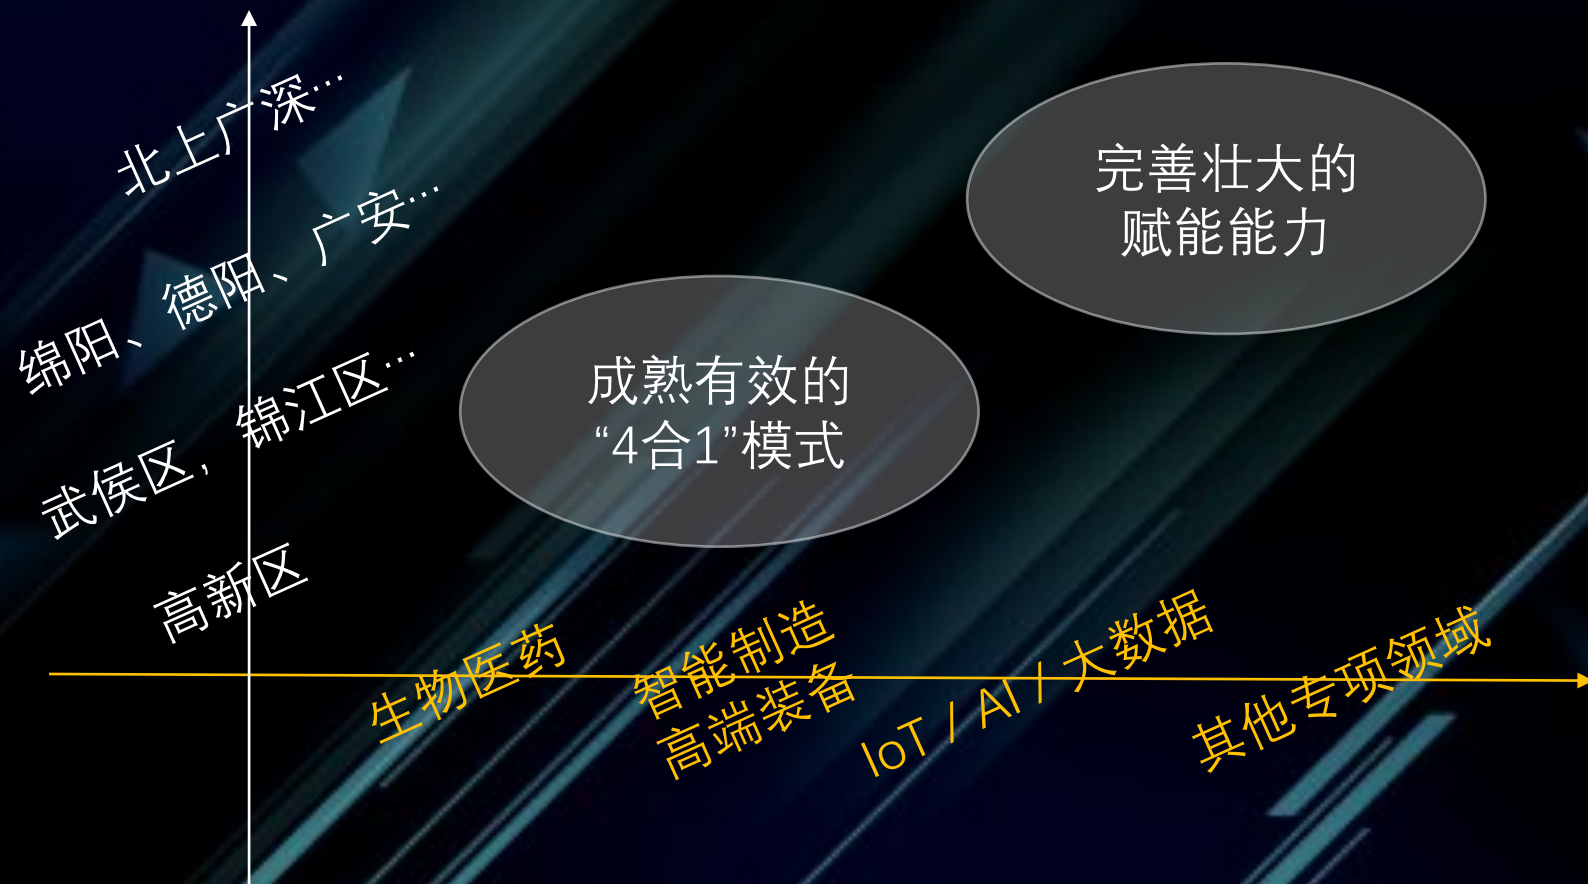 北上广深…
绵阳、德阳、广安…
武侯区，锦江区…
高新区
完善壮大的
赋能能力
成熟有效的
“4合1”模式
生物医药
智能制造
高端装备
IoT / AI / 大数据
其他专项领域